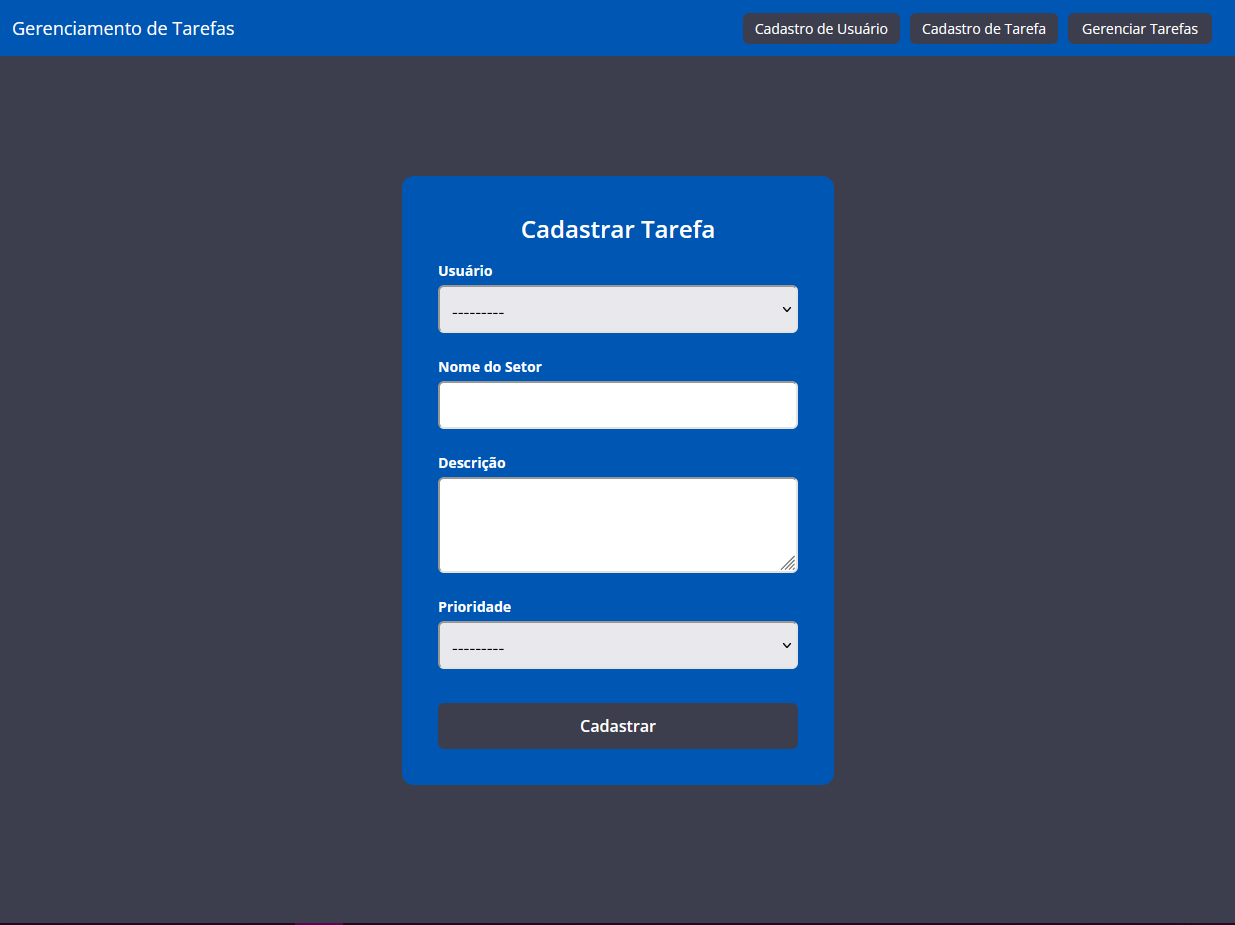 Gerenciamento de Tarefas
Cadastro de Usuário
Cadastro de Tarefa
Gerenciar Tarefas
Cadastrar Tarefa
Usuário
---------
Nome do Setor
Descrição
Prioridade
---------
Cadastrar